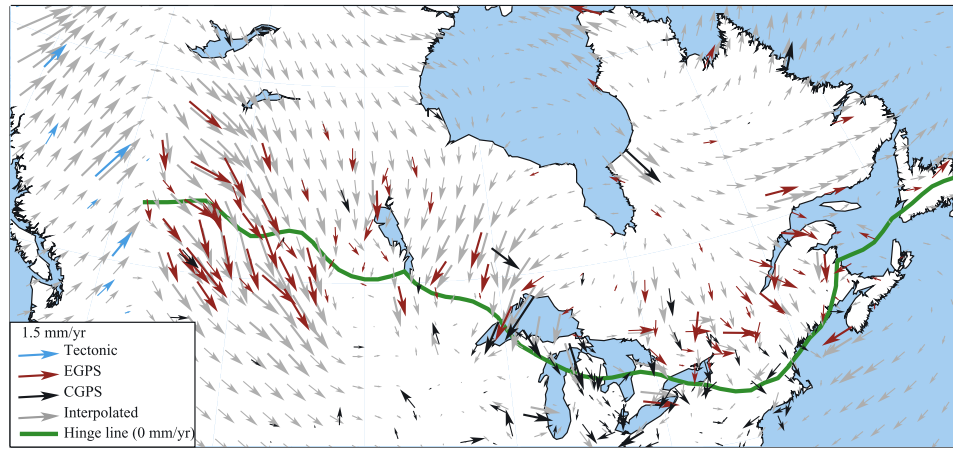 1.5 mm/yr
Tectonic
EGPS
CGPS
Interpolated
Hinge line (0 mm/yr)